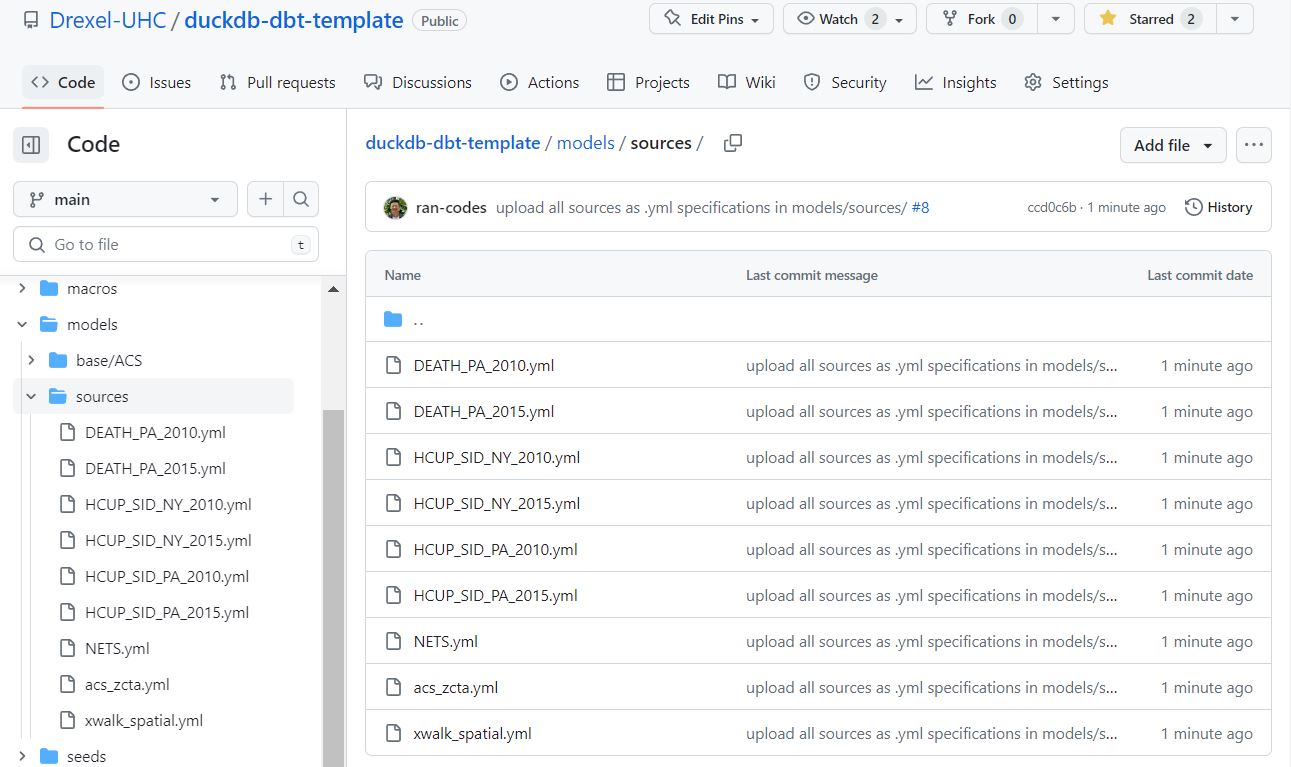 Drexel-UHC / duckdb-dbt-template Public Edit Pins Watch 2 Fork 0 Starred 2
Code Issues Pull requests Discussions Actions Projects Wiki Security Insights Settings
Code
main
Go to file t
macros
models
base/ACS
sources
DEATH_PA_2010.yml
DEATH_PA_2015.yml
HCUP_SID_NY_2010.yml
HCUP_SID_NY_2015.yml
HCUP_SID_PA_2010.yml
HCUP_SID_PA_2015.yml
NETS.yml
acs_zcta.yml
xwalk_spatial.yml
seeds
duckdb-dbt-template / models / sources / Add file ...
ran-codes upload all sources as .yml specifications in models/sources/ #8 ccd0c6b · 1 minute ago History
Name Last commit message Last commit date
..
DEATH_PA_2010.yml upload all sources as .yml specifications in models/s... 1 minute ago
DEATH_PA_2015.yml upload all sources as .yml specifications in models/s... 1 minute ago
HCUP_SID_NY_2010.yml upload all sources as .yml specifications in models/s... 1 minute ago
HCUP_SID_NY_2015.yml upload all sources as .yml specifications in models/s... 1 minute ago
HCUP_SID_PA_2010.yml upload all sources as .yml specifications in models/s... 1 minute ago
HCUP_SID_PA_2015.yml upload all sources as .yml specifications in models/s... 1 minute ago
NETS.yml upload all sources as .yml specifications in models/s... 1 minute ago
acs_zcta.yml upload all sources as .yml specifications in models/s... 1 minute ago
xwalk_spatial.yml upload all sources as .yml specifications in models/s... 1 minute ago